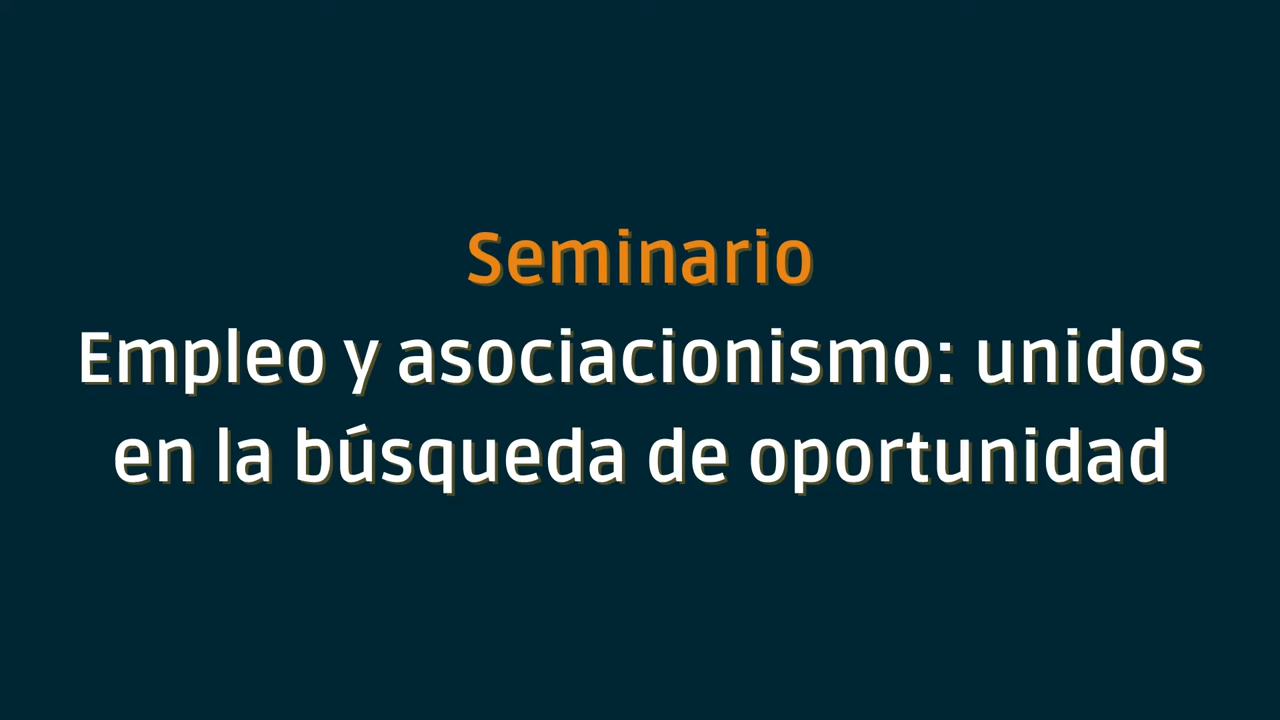 Seminario
Empleo y asociacionismo: unidos
en la búsqueda de oportunidad